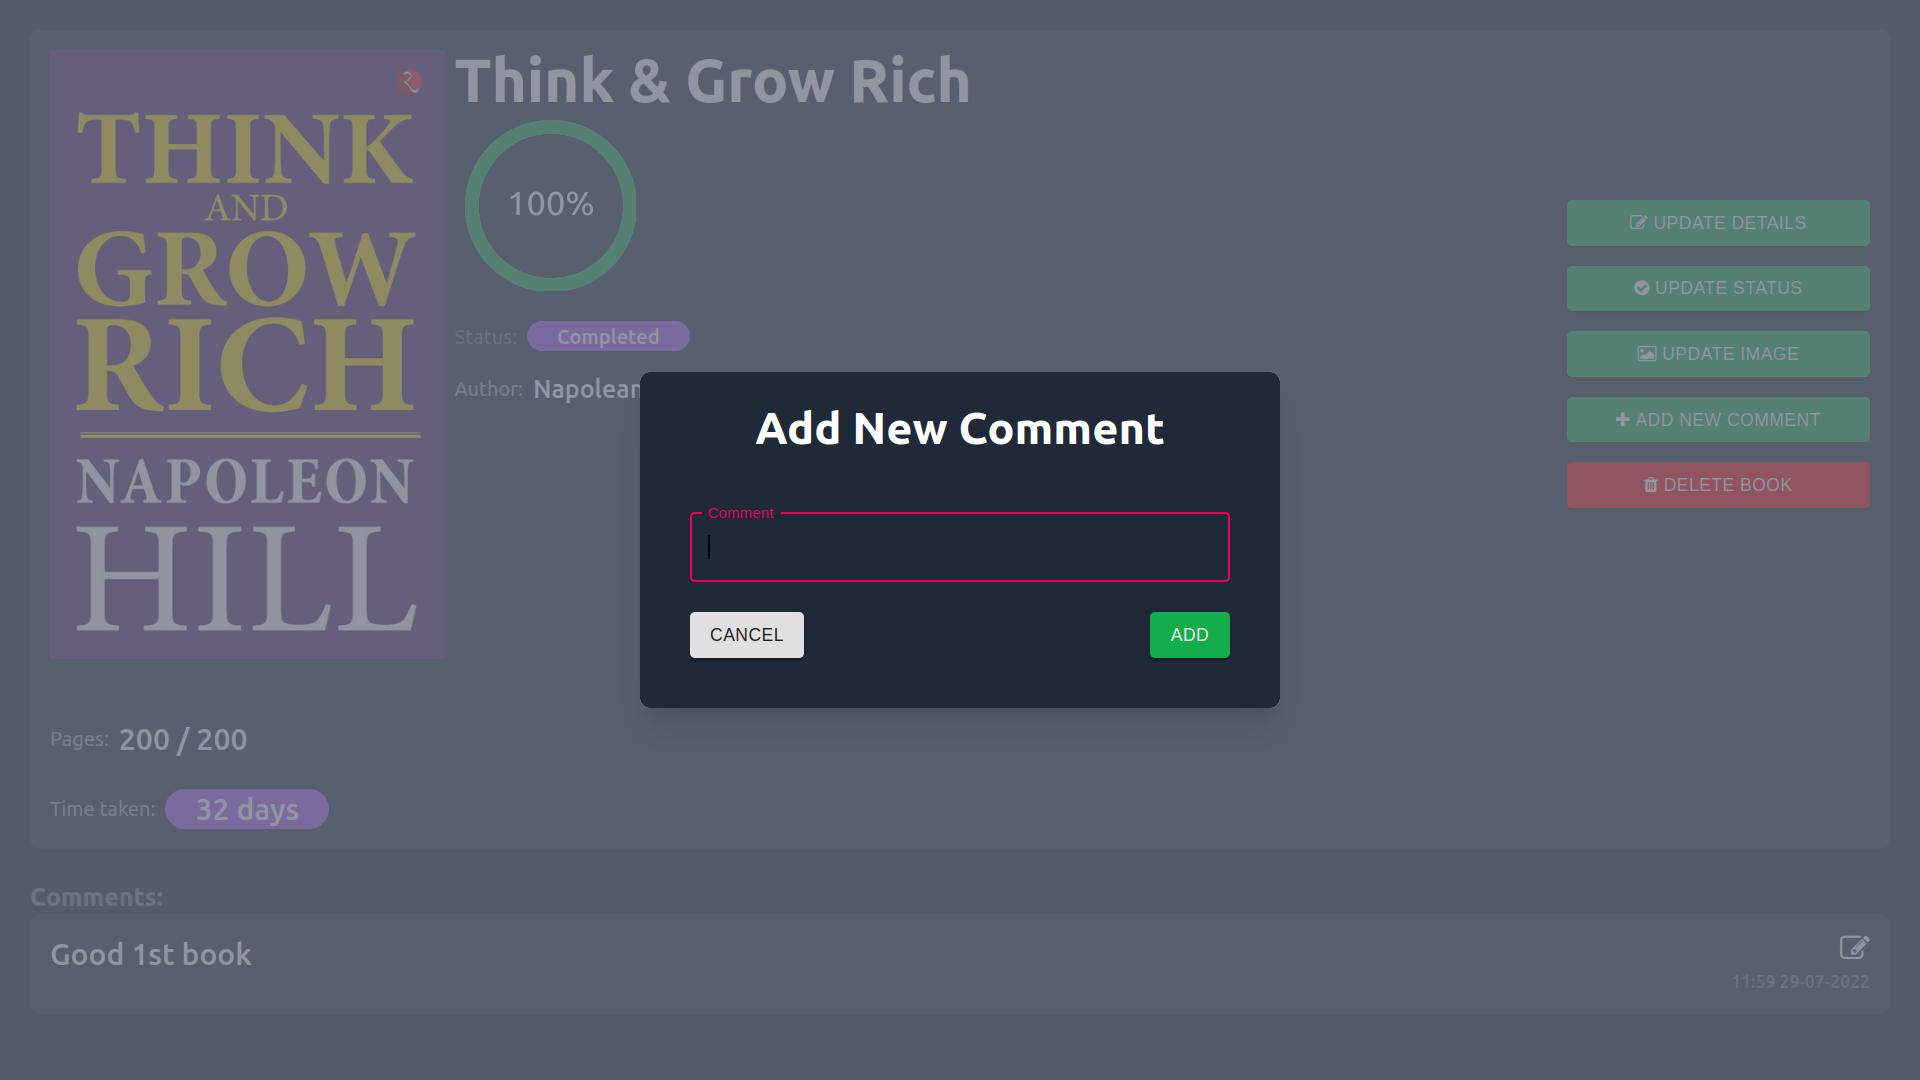 THINK
AND
GROW
RICH
NAPOLEON
HILL
Think & Grow Rich
100%
Status: Completed
Author: Napolean
UPDATE DETAILS
UPDATE STATUS
UPDATE IMAGE
ADD NEW COMMENT
DELETE BOOK
Add New Comment
Comment
CANCEL
ADD
Pages: 200 / 200
Time taken: 32 days
Comments:
Good 1st book
11:59 29-07-2022